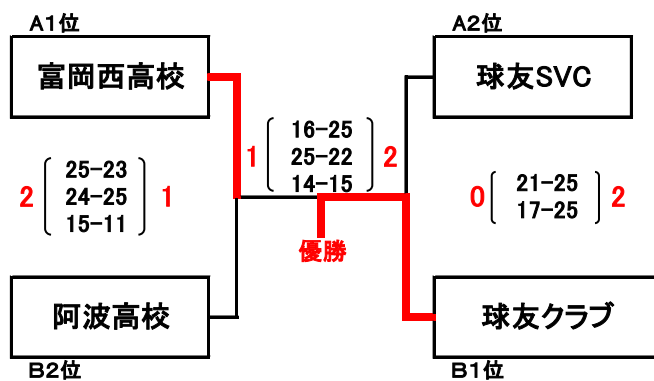 A1位
A2位
富岡西高校
球友SVC
16-25
1 25-22 2
14-15
25-23
2 24-25 1
15-11
21-25
0 2
17-25
優勝
阿波高校
球友クラブ
B2位
B1位